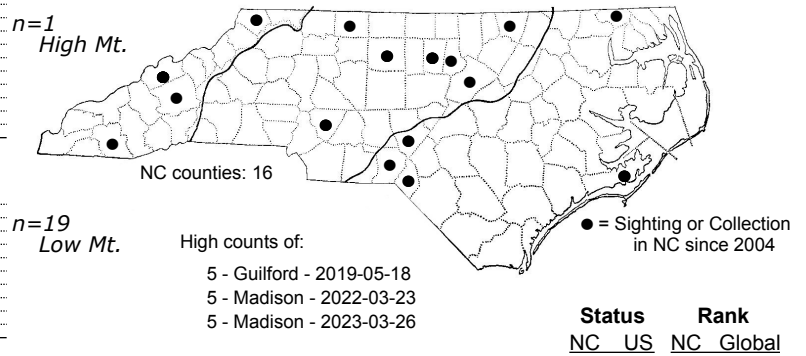 n=1
High Mt.
NC counties: 16
n=19
Low Mt.
High counts of:
5 - Guilford - 2019-05-18
5 - Madison - 2022-03-23
5 - Madison - 2023-03-26
● = Sighting or Collection
in NC since 2004
Status Rank
NC US NC Global